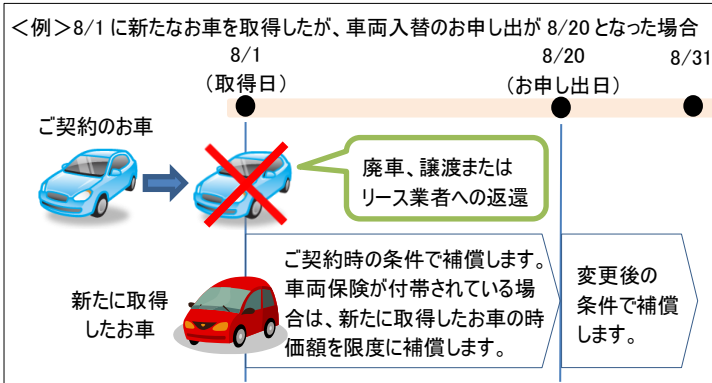 ＜例＞8/1 に新たなお車を取得したが、車両入替のお申し出が 8/20 となった場合
8/1
8/20
8/31
（取得日）
（お申し出日）
ご契約のお車
廃車、譲渡または
リース業者への返還
新たに取得
したお車
ご契約時の条件で補償します。
車両保険が付帯されている場
合は、新たに取得したお車の時
価額を限度に補償します。
変更後の
条件で補償
します。